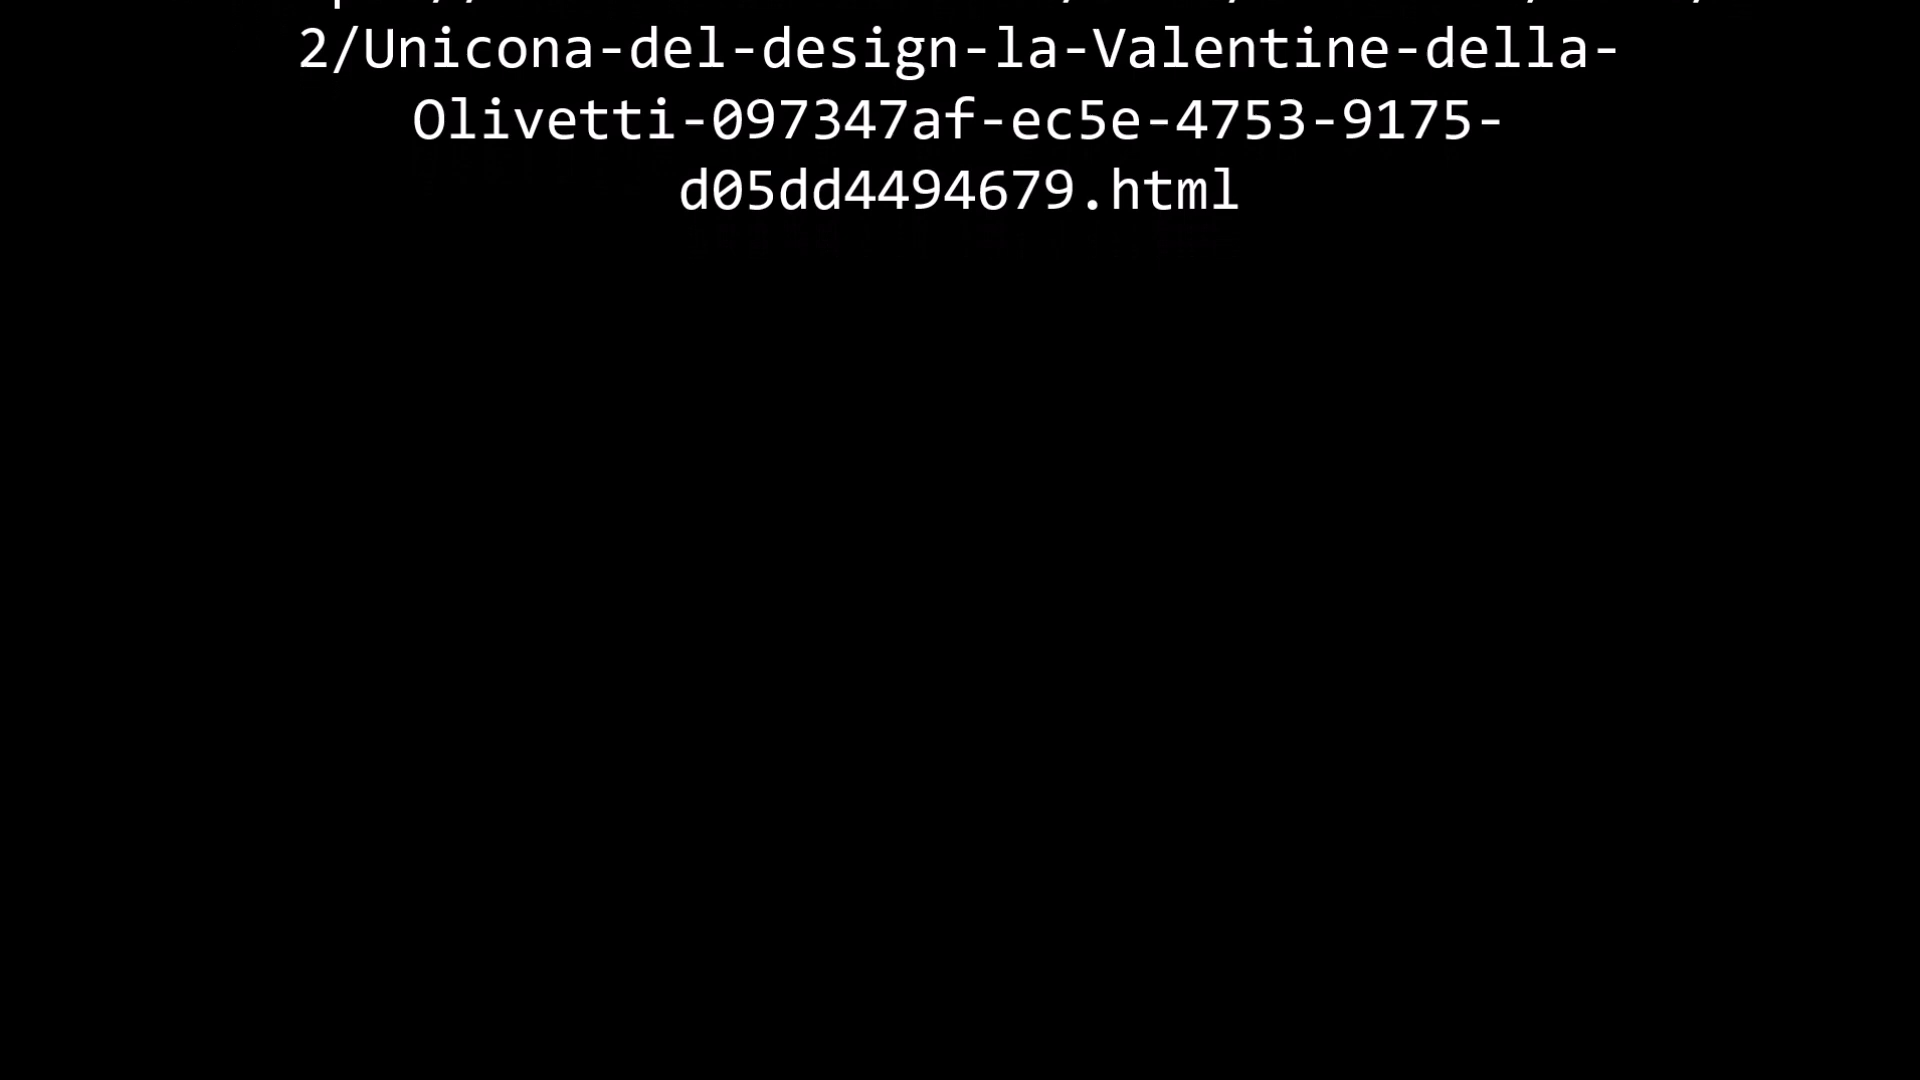 2/Unicona-del-design-la-Valentine-della-
Olivetti-097347af-ec5e-4753-9175-
d05dd4494679.html